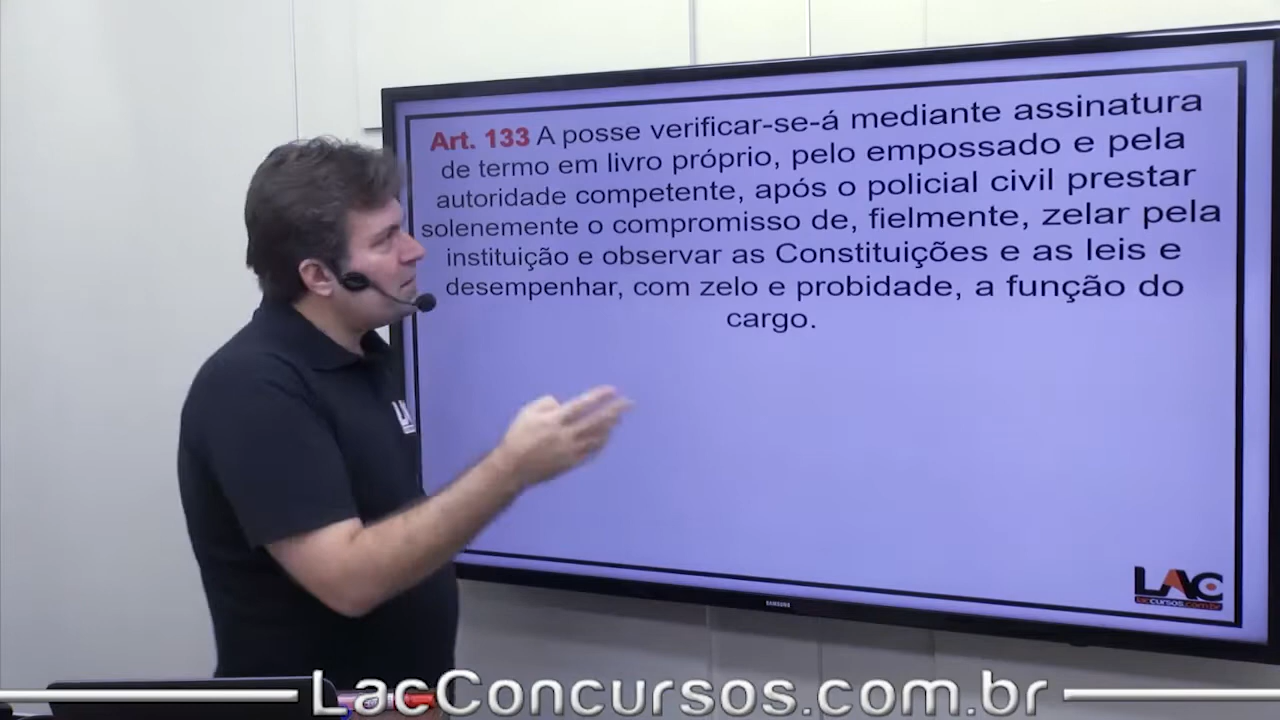 Art. 133 A posse verificar-se-á mediante assinatura
de termo em livro próprio, pelo empossado e pela
autoridade competente, após o policial civil prestar
solenemente o compromisso de, fielmente, zelar pela
instituição e observar as Constituições e as leis e
desempenhar, com zelo e probidade, a função do
cargo.
LAC
SAMSUNG
LAC
laccursos.com.br
LacConcursos.com.br